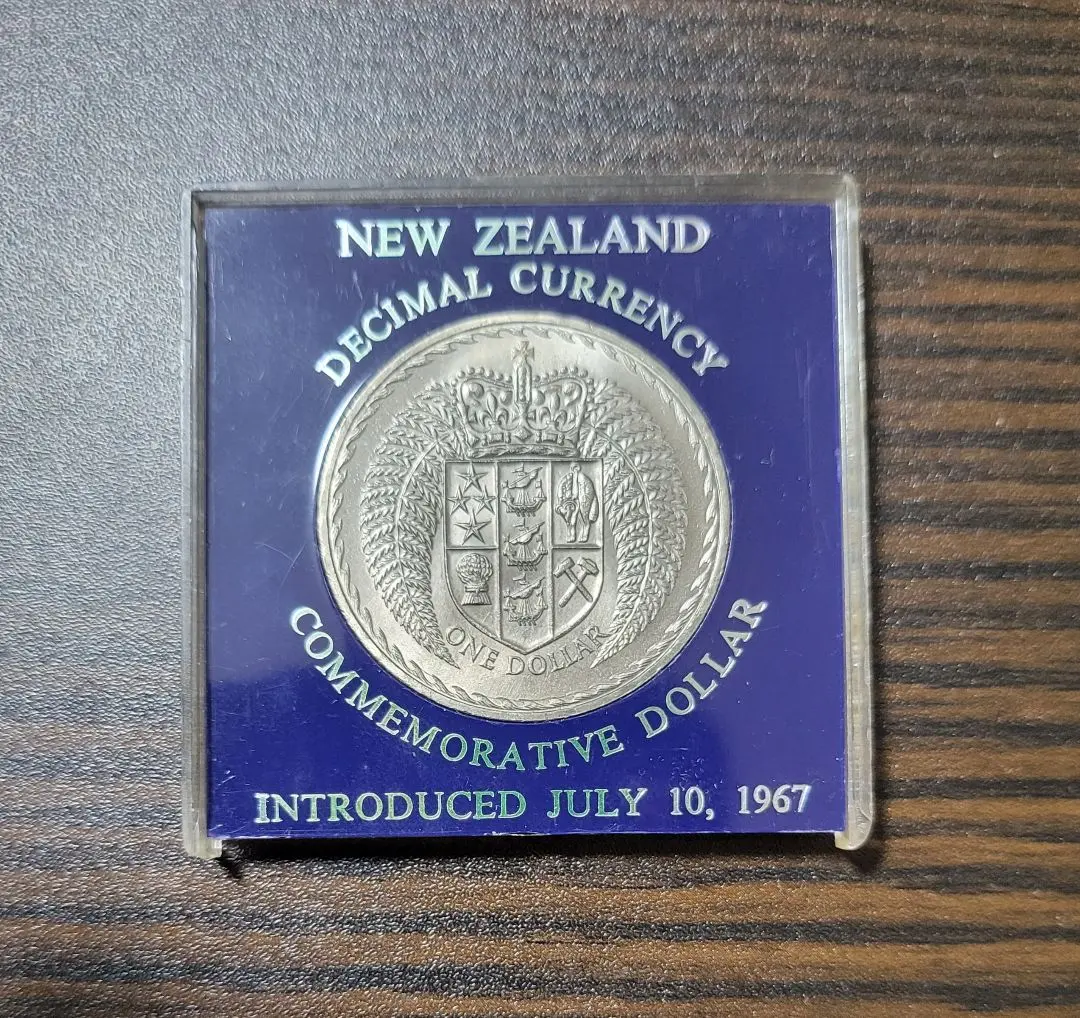 NEW ZEALAND
DECIMAL CURRENCY
ONE DOLLAR
COMMEMORATIVE DOLLAR
INTRODUCED JULY 10, 1967